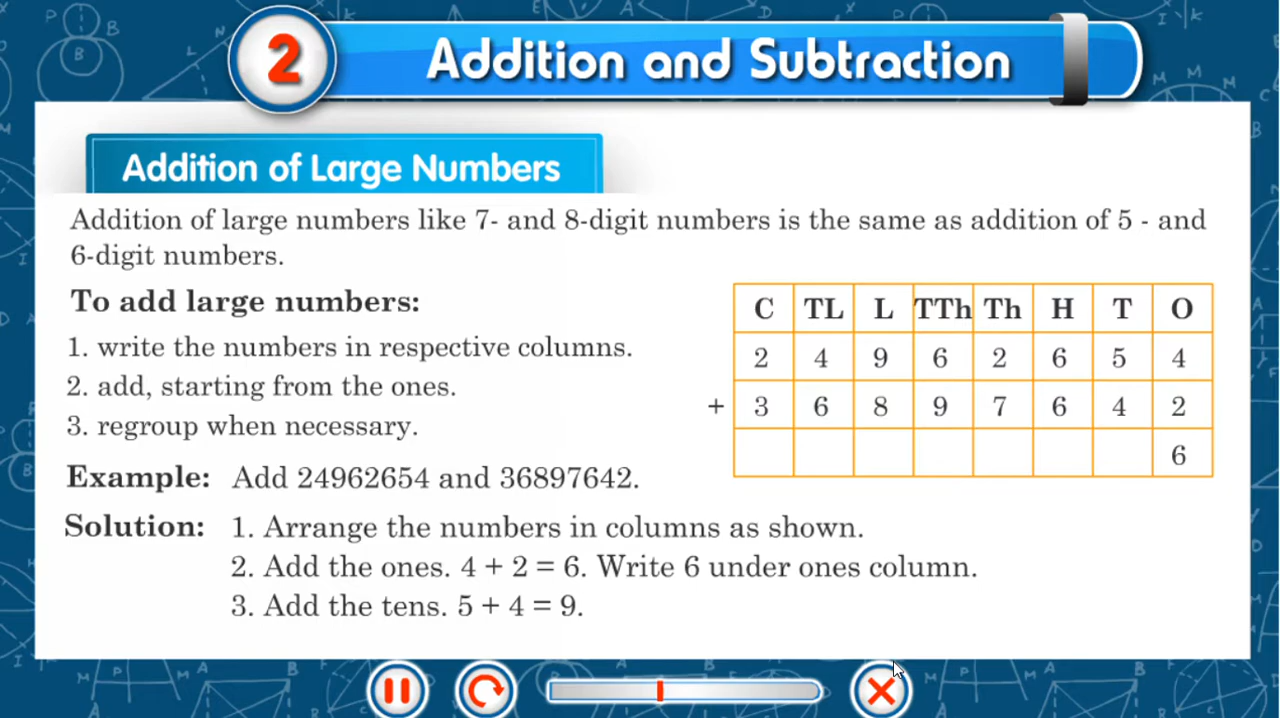 2
Addition and Subtraction
Addition of Large Numbers
Addition of large numbers like 7- and 8-digit numbers is the same as addition of 5 - and
6-digit numbers.
To add large numbers:
1. write the numbers in respective columns.
2. add, starting from the ones.
3. regroup when necessary.
C TL L TTh Th H T O
2 4 9 6 2 6 5 4
+ 3 6 8 9 7 6 4 2
6
Example: Add 24962654 and 36897642.
Solution: 1. Arrange the numbers in columns as shown.
2. Add the ones. 4 + 2 = 6. Write 6 under ones column.
3. Add the tens. 5 + 4 = 9.